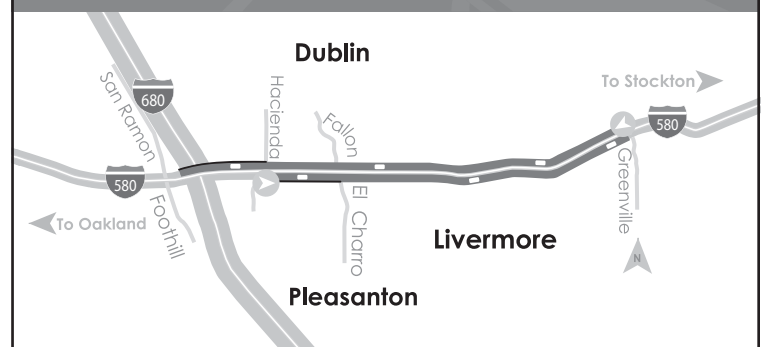 Dublin
To Stockton
680
San Ramon
Hacienda
Fallon
580
580
Greenville
To Oakland
Foothill
El Charro
Livermore
N
Pleasanton